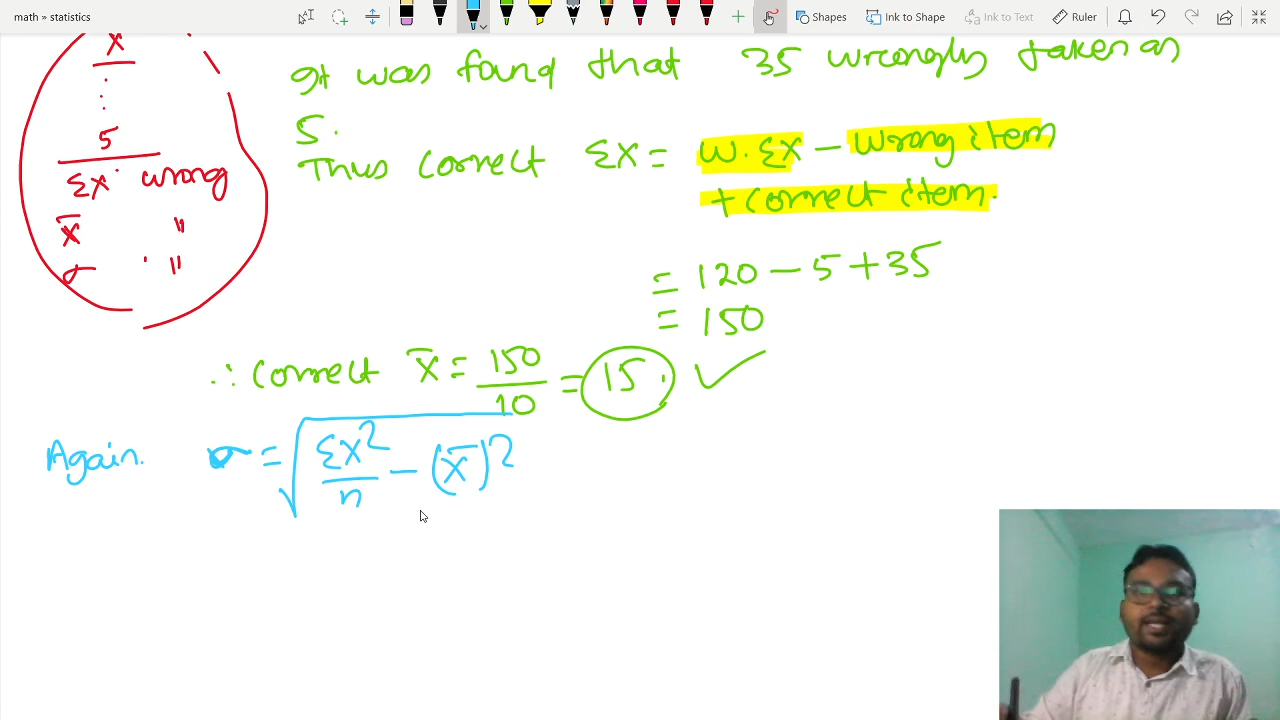 math » statistics
Shapes
Ink to Shape
Ink to Text
Ruler
x
5
Σx wrong
x̄ "
σ "
It was found that 35 wrongly taken as
5.
Thus correct Σx = W. Σx – wrong item
+ correct item.
= 120 – 5 + 35
= 150
∴ correct x̄ = 150/10 = 15.
Again. σ = √(Σx²/n – (x̄)²)